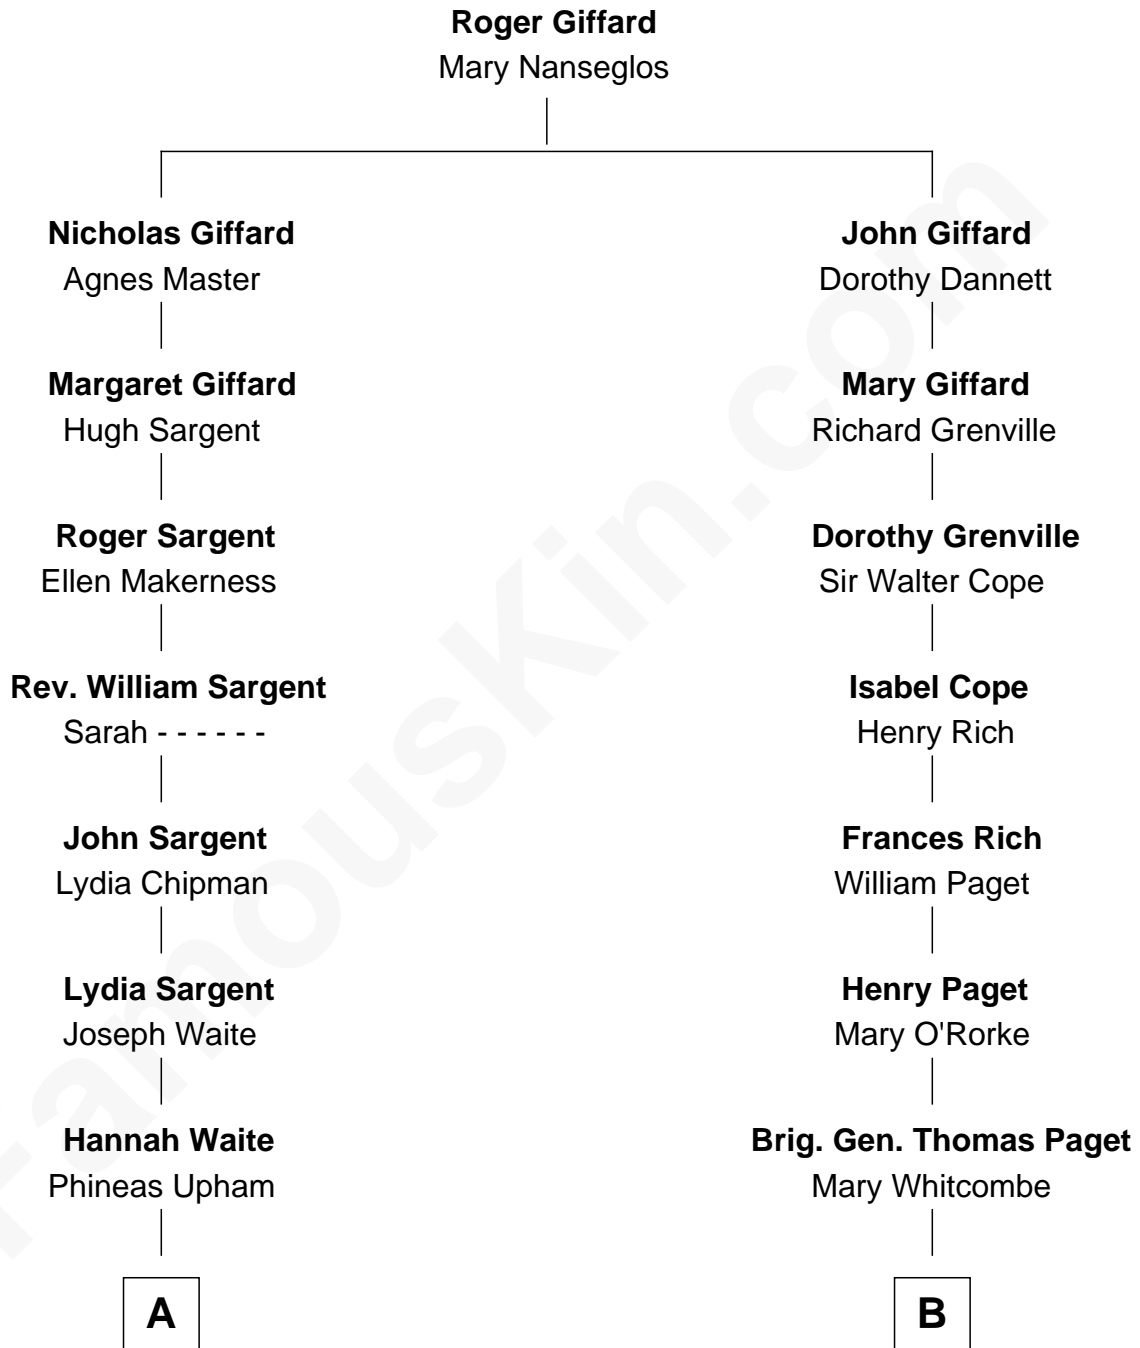 Roger Giffard
Mary Nanseglos
Nicholas Giffard
Agnes Master
John Giffard
Dorothy Dannett
Margaret Giffard
Hugh Sargent
Mary Giffard
Richard Grenville
Roger Sargent
Ellen Makerness
Dorothy Grenville
Sir Walter Cope
Rev. William Sargent
Sarah - - - - - -
Isabel Cope
Henry Rich
John Sargent
Lydia Chipman
Frances Rich
William Paget
Lydia Sargent
Joseph Waite
Henry Paget
Mary O'Rorke
Hannah Waite
Phineas Upham
Brig. Gen. Thomas Paget
Mary Whitcombe
A
B
FamousKin.com